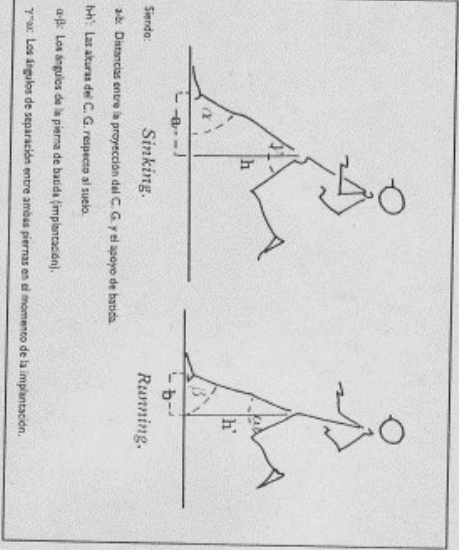 α
a
γ
h
Sinking.
β
b
ω
h'
Running.
Siendo:
a-b: Distancias entre la proyección del C. G. y el apoyo de batida.
h-h': Las alturas del C. G. respecto al suelo.
α-β: Los ángulos de la pierna de batida (implantación).
γ-ω: Los ángulos de separación entre ambas piernas en el momento de la implantación.